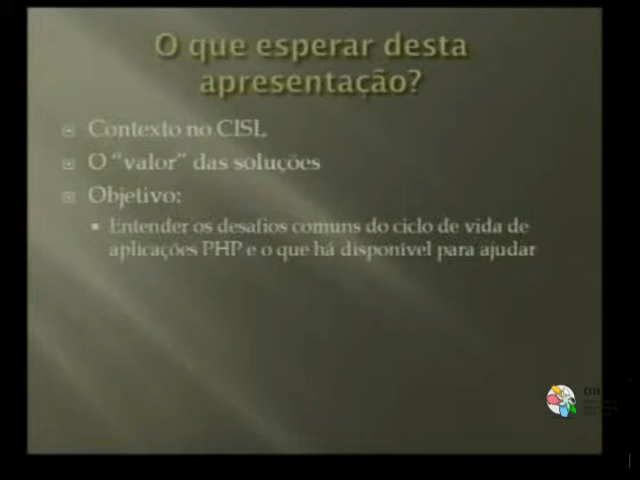 O que esperar desta
apresentação?
Contexto no CISL
O “valor” das soluções
Objetivo:
Entender os desafios comuns do ciclo de vida de
aplicações PHP e o que há disponível para ajudar